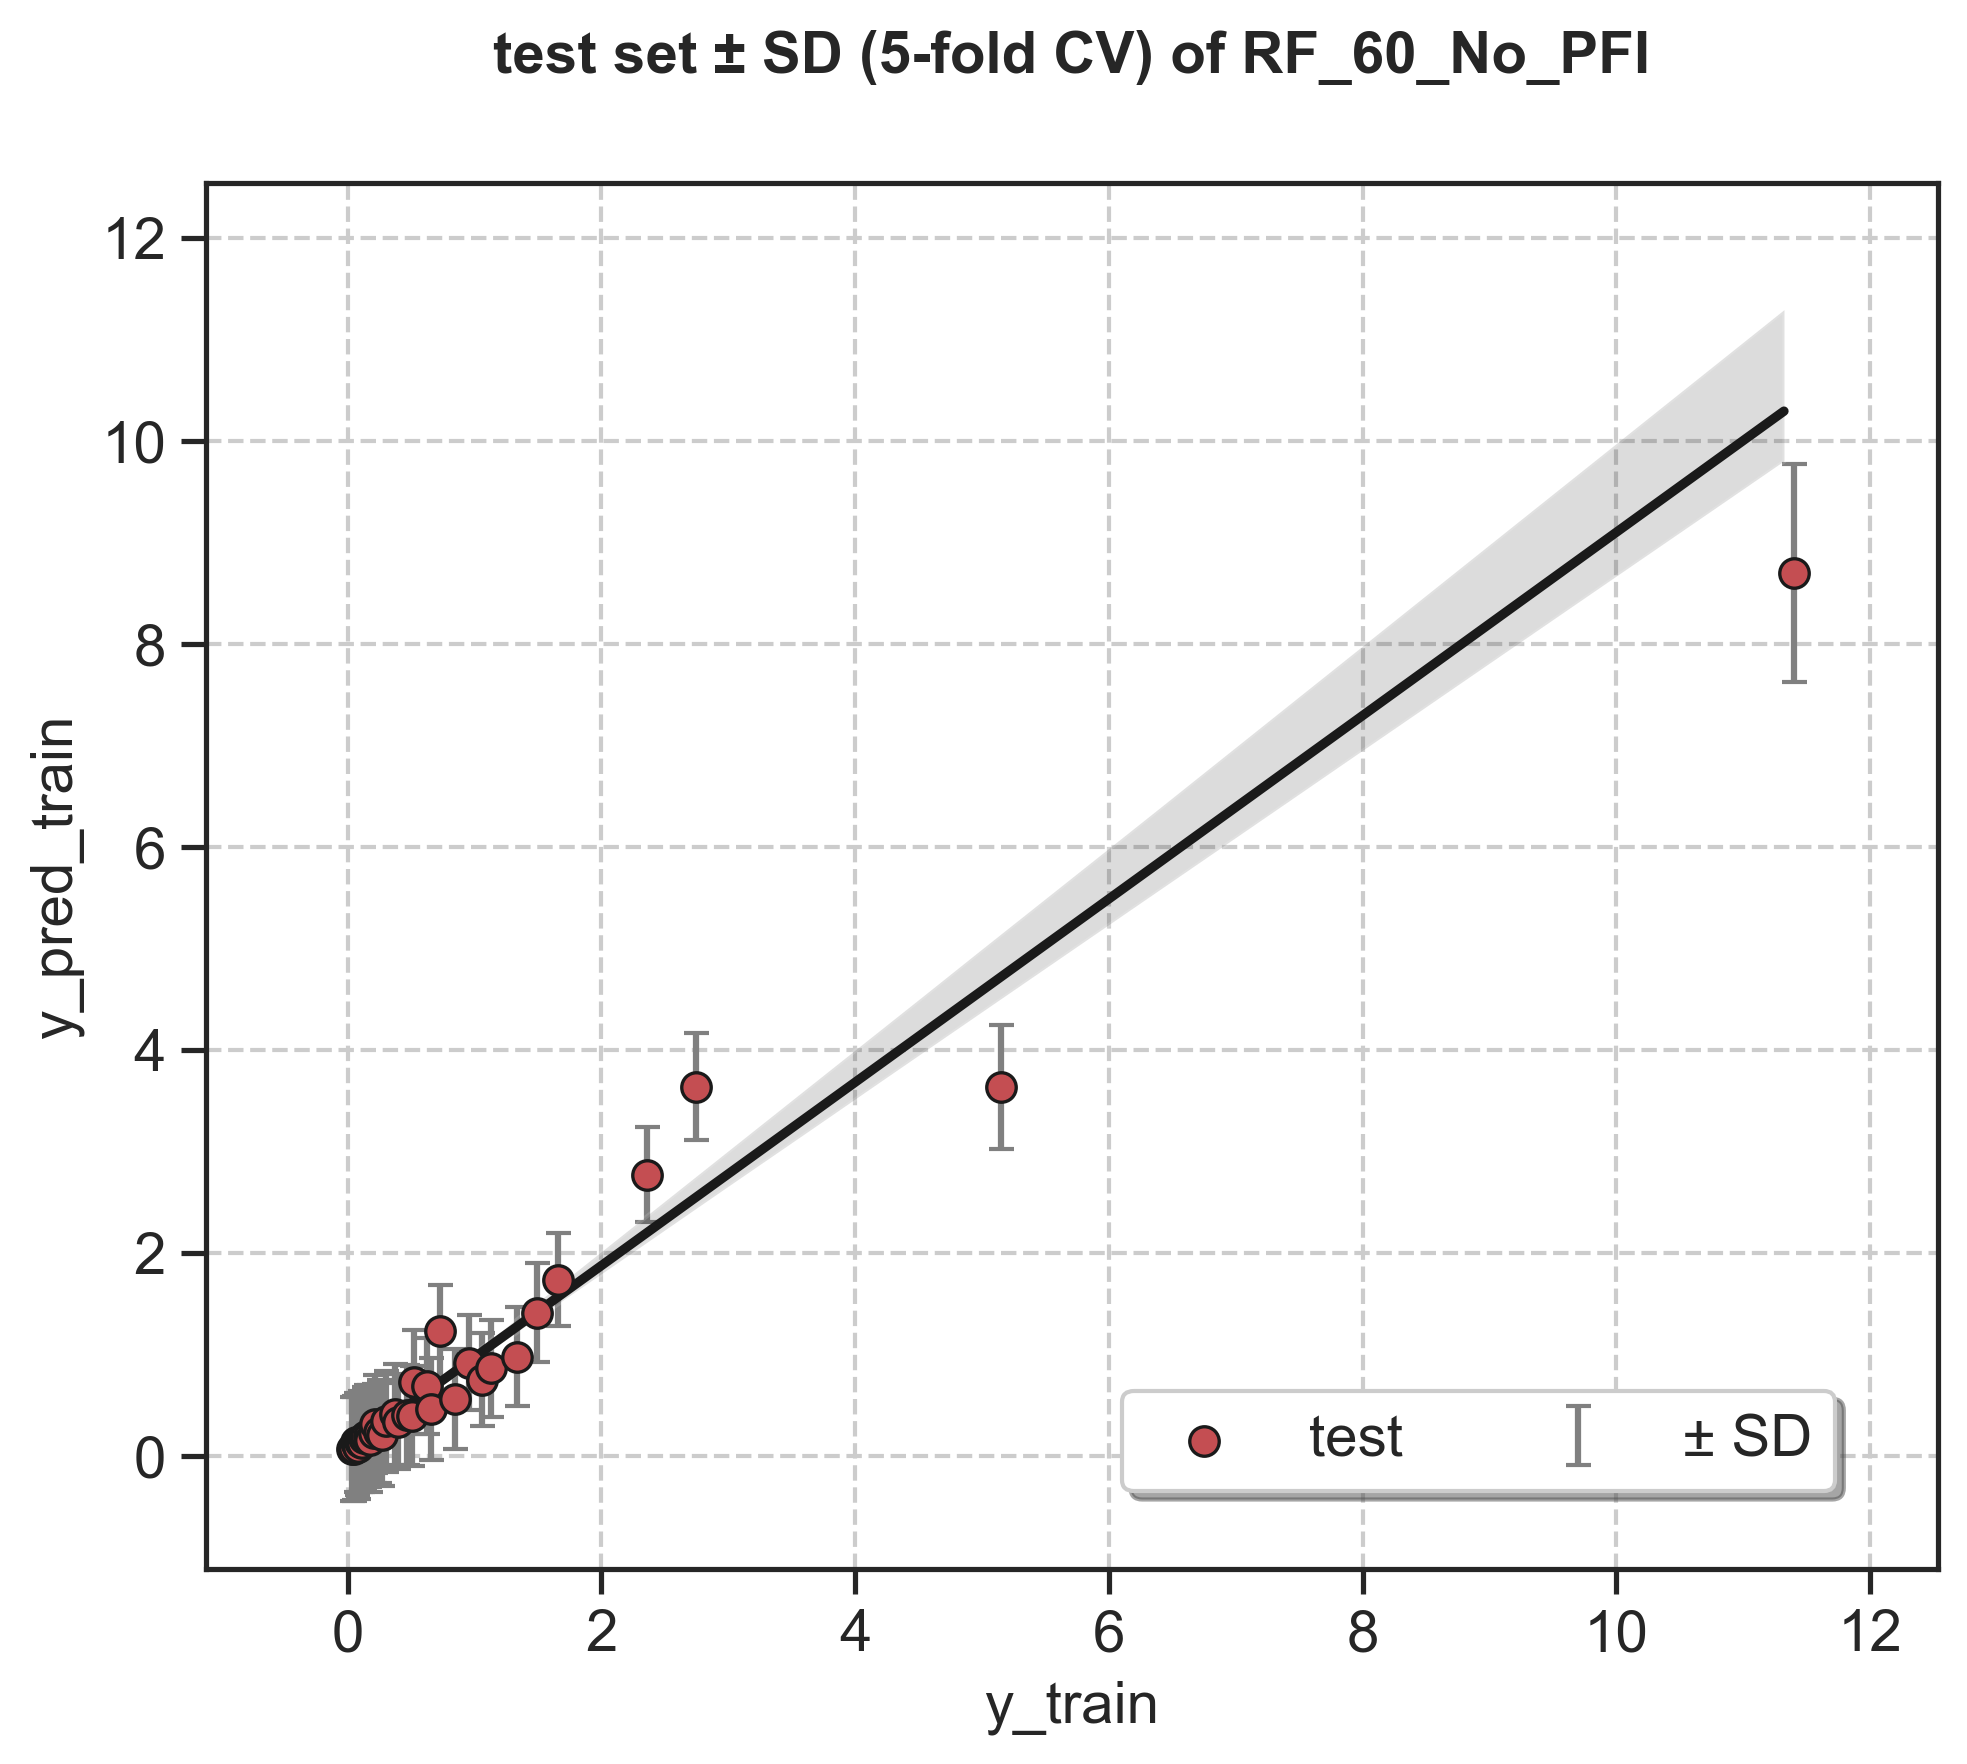 test set ± SD (5-fold CV) of RF_60_No_PFI
12
10
8
6
4
2
0
y_pred_train
test ± SD
0 2 4 6 8 10 12
y_train